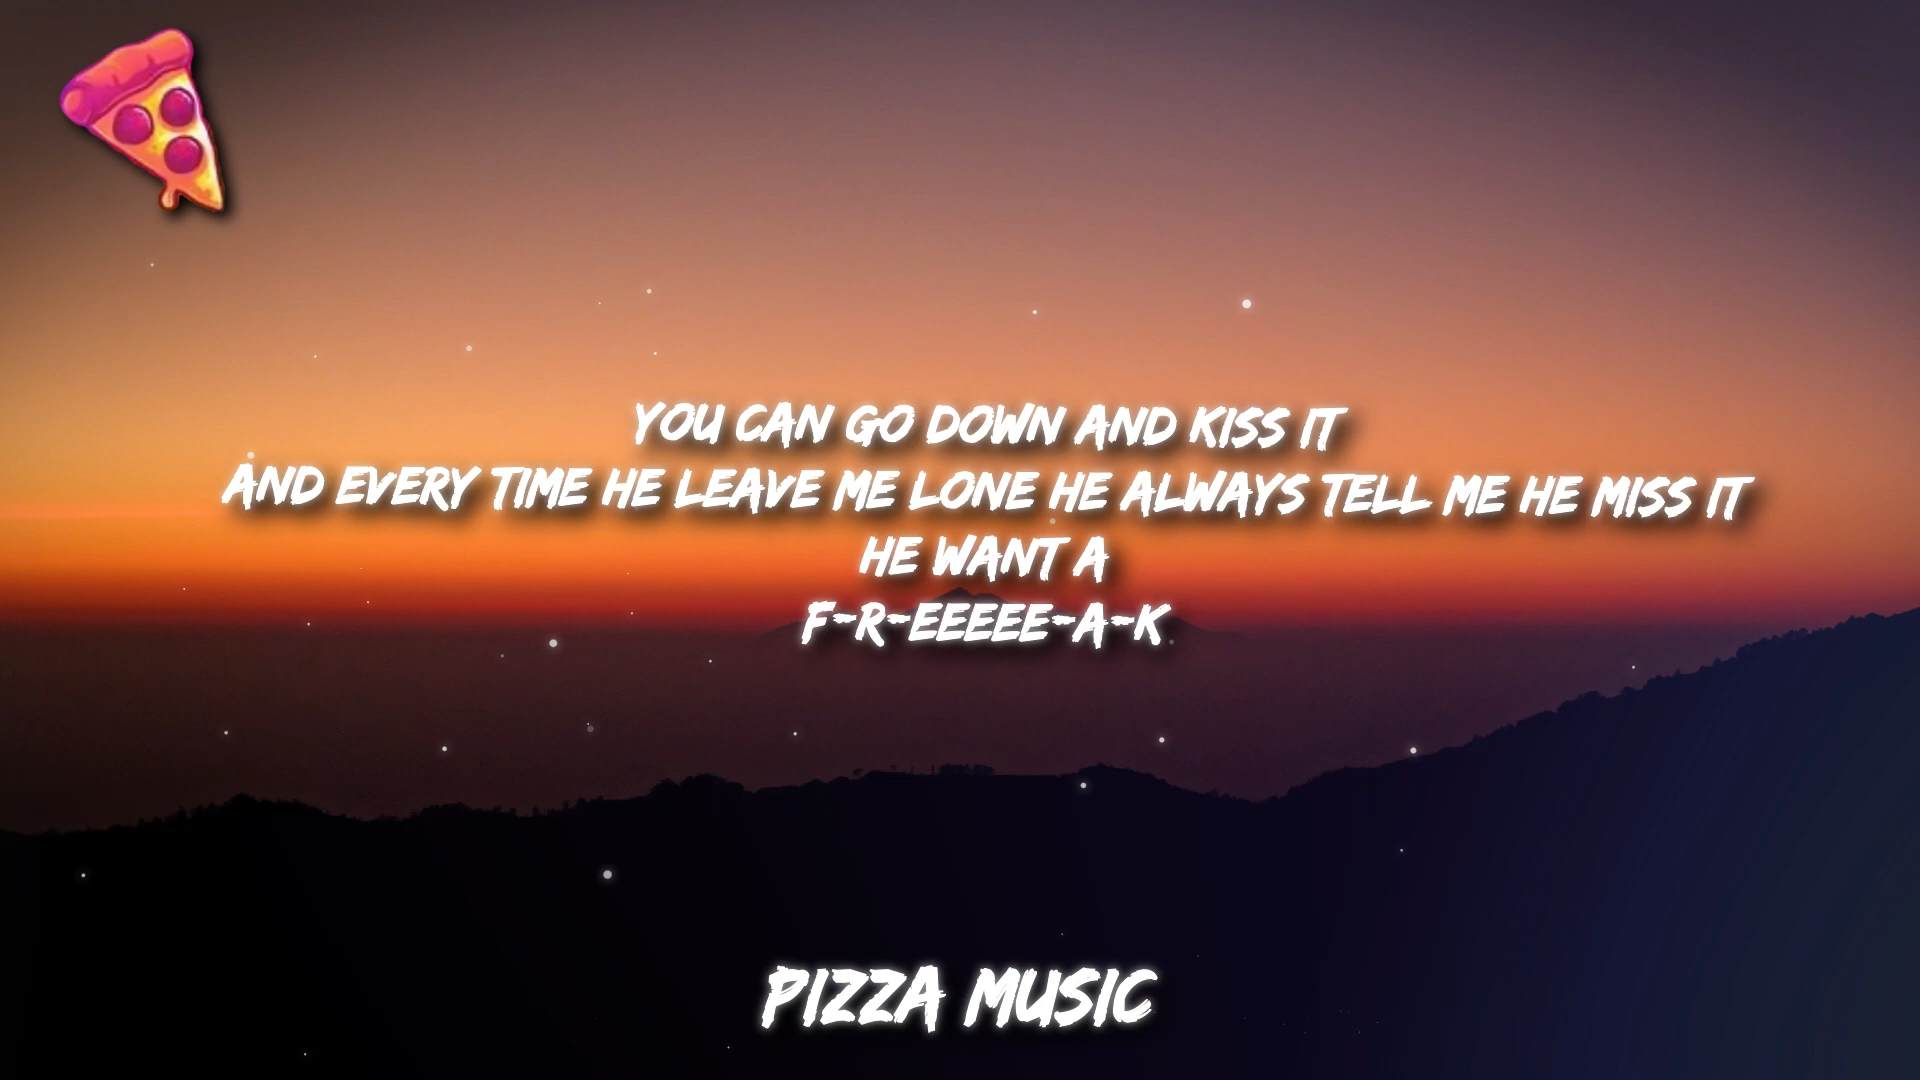 YOU CAN GO DOWN AND KISS IT
AND EVERY TIME HE LEAVE ME LONE HE ALWAYS TELL ME HE MISS IT
HE WANT A
F-R-EEEEE-A-K
PIZZA MUSIC